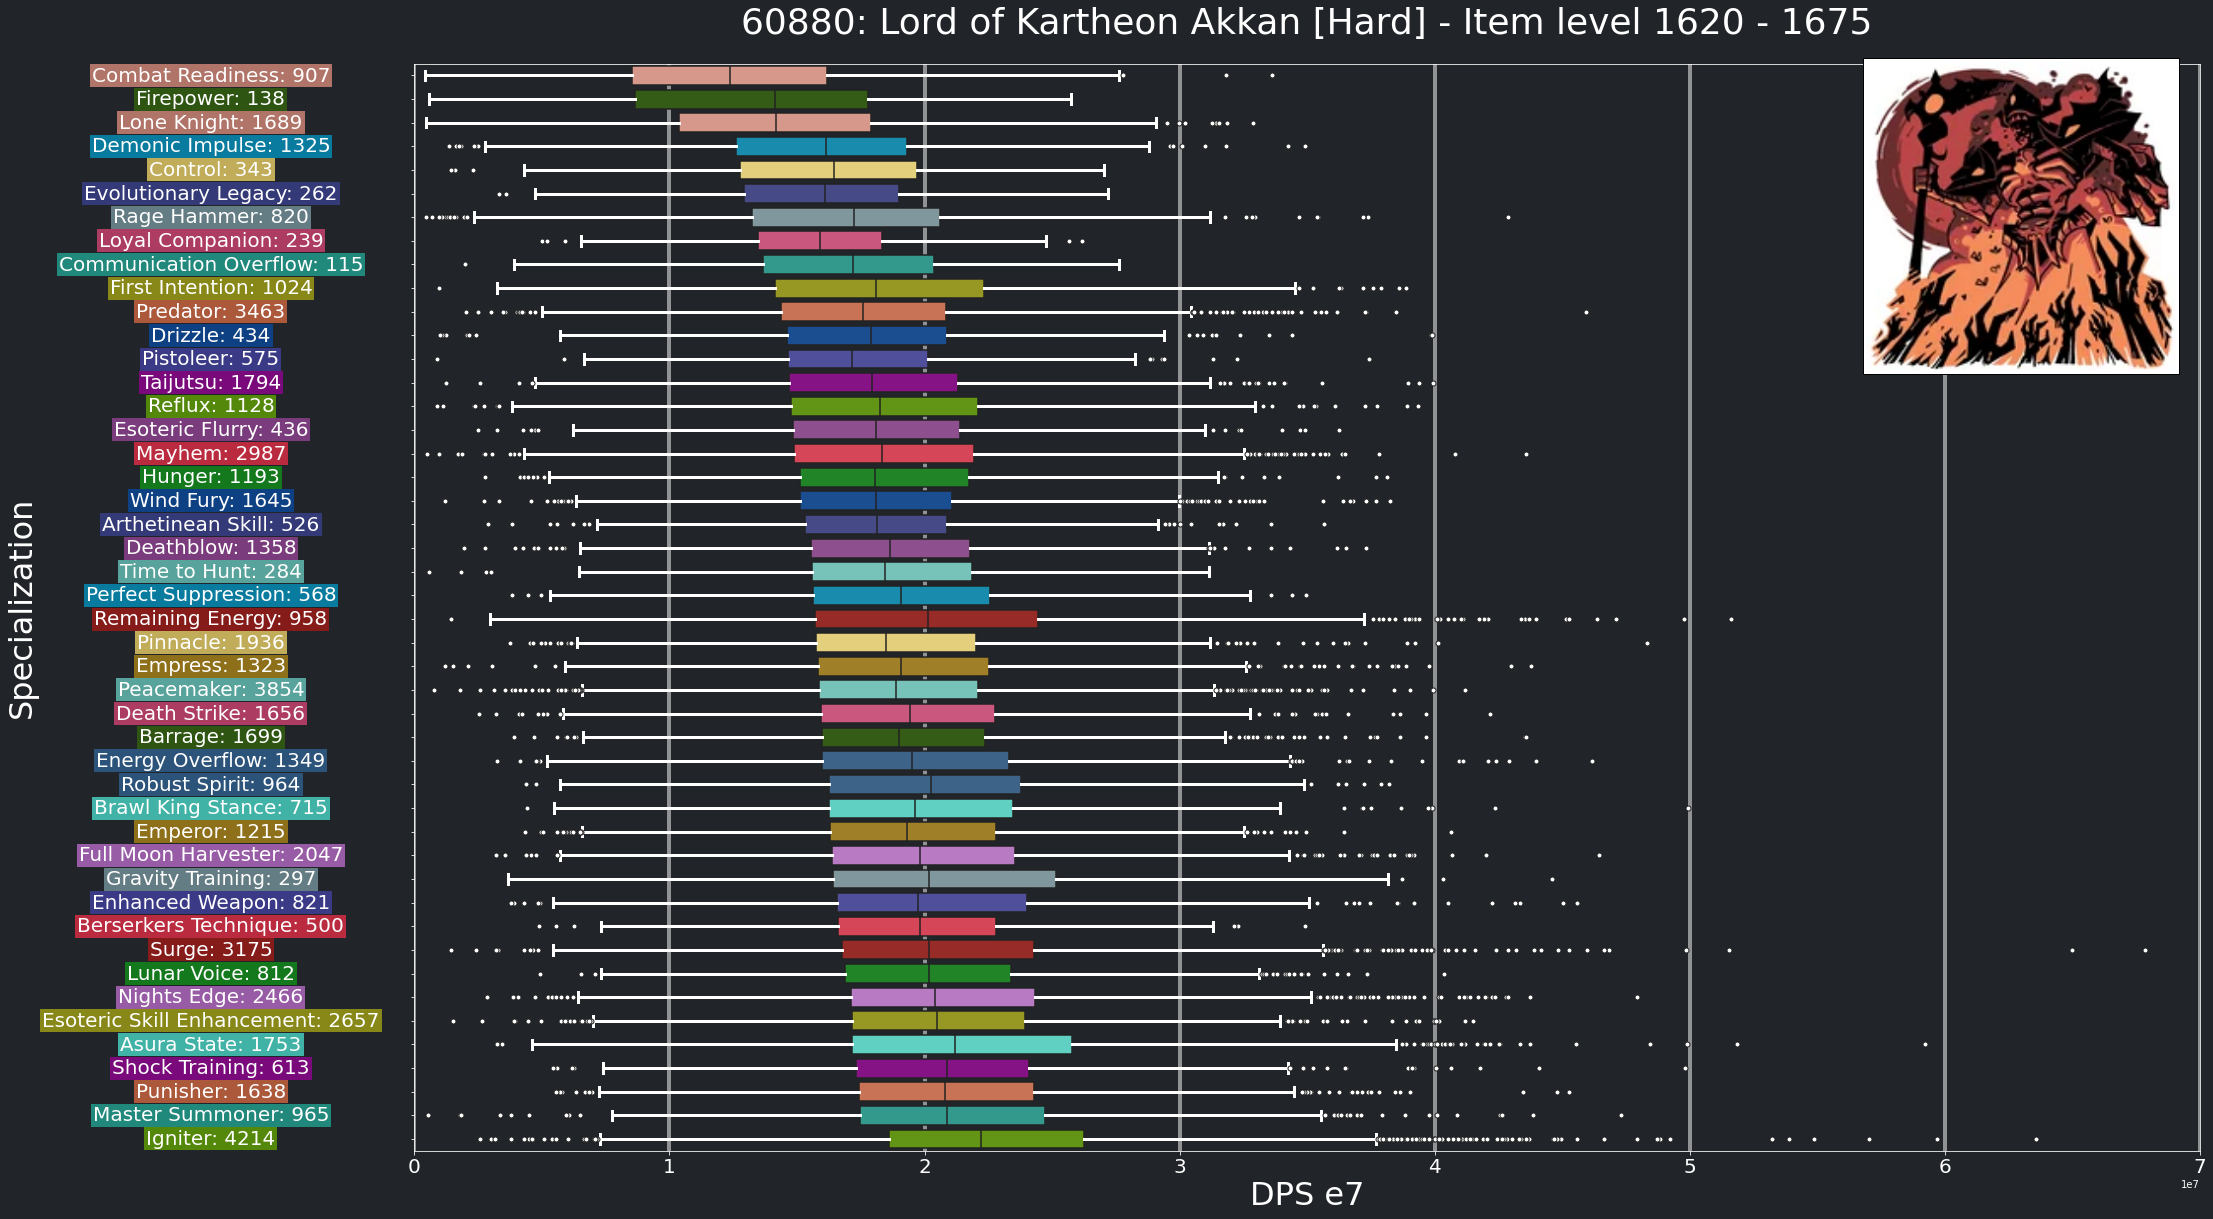 60880: Lord of Kartheon Akkan [Hard] - Item level 1620 - 1675
Specialization
Combat Readiness: 907
Firepower: 138
Lone Knight: 1689
Demonic Impulse: 1325
Control: 343
Evolutionary Legacy: 262
Rage Hammer: 820
Loyal Companion: 239
Communication Overflow: 115
First Intention: 1024
Predator: 3463
Drizzle: 434
Pistoleer: 575
Taijutsu: 1794
Reflux: 1128
Esoteric Flurry: 436
Mayhem: 2987
Hunger: 1193
Wind Fury: 1645
Arthetinean Skill: 526
Deathblow: 1358
Time to Hunt: 284
Perfect Suppression: 568
Remaining Energy: 958
Pinnacle: 1936
Empress: 1323
Peacemaker: 3854
Death Strike: 1656
Barrage: 1699
Energy Overflow: 1349
Robust Spirit: 964
Brawl King Stance: 715
Emperor: 1215
Full Moon Harvester: 2047
Gravity Training: 297
Enhanced Weapon: 821
Berserkers Technique: 500
Surge: 3175
Lunar Voice: 812
Nights Edge: 2466
Esoteric Skill Enhancement: 2657
Asura State: 1753
Shock Training: 613
Punisher: 1638
Master Summoner: 965
Igniter: 4214
0 1 2 3 4 5 6 7
1e7
DPS e7